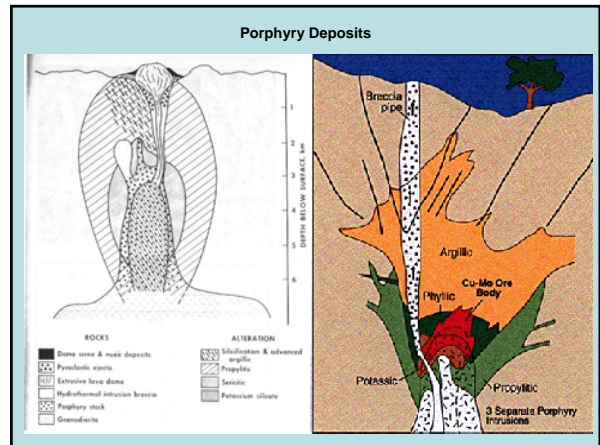 Porphyry Deposits
1
2
3
4
5
6
DEPTH BELOW SURFACE, km
ROCKS
Dome scree & nueé deposits
Pyroclastic ejecta
Extrusive lava dome
Hydrothermal intrusion breccia
Porphyry stock
Granodiorite
ALTERATION
Silicification & advanced
argillic
Propylitic
Sericitic
Potassium silicate
Breccia
pipe
Argillic
Cu-Mo Ore
Body
Phyllic
Potassic
Propylitic
3 Separate Porphyry
Intrusions